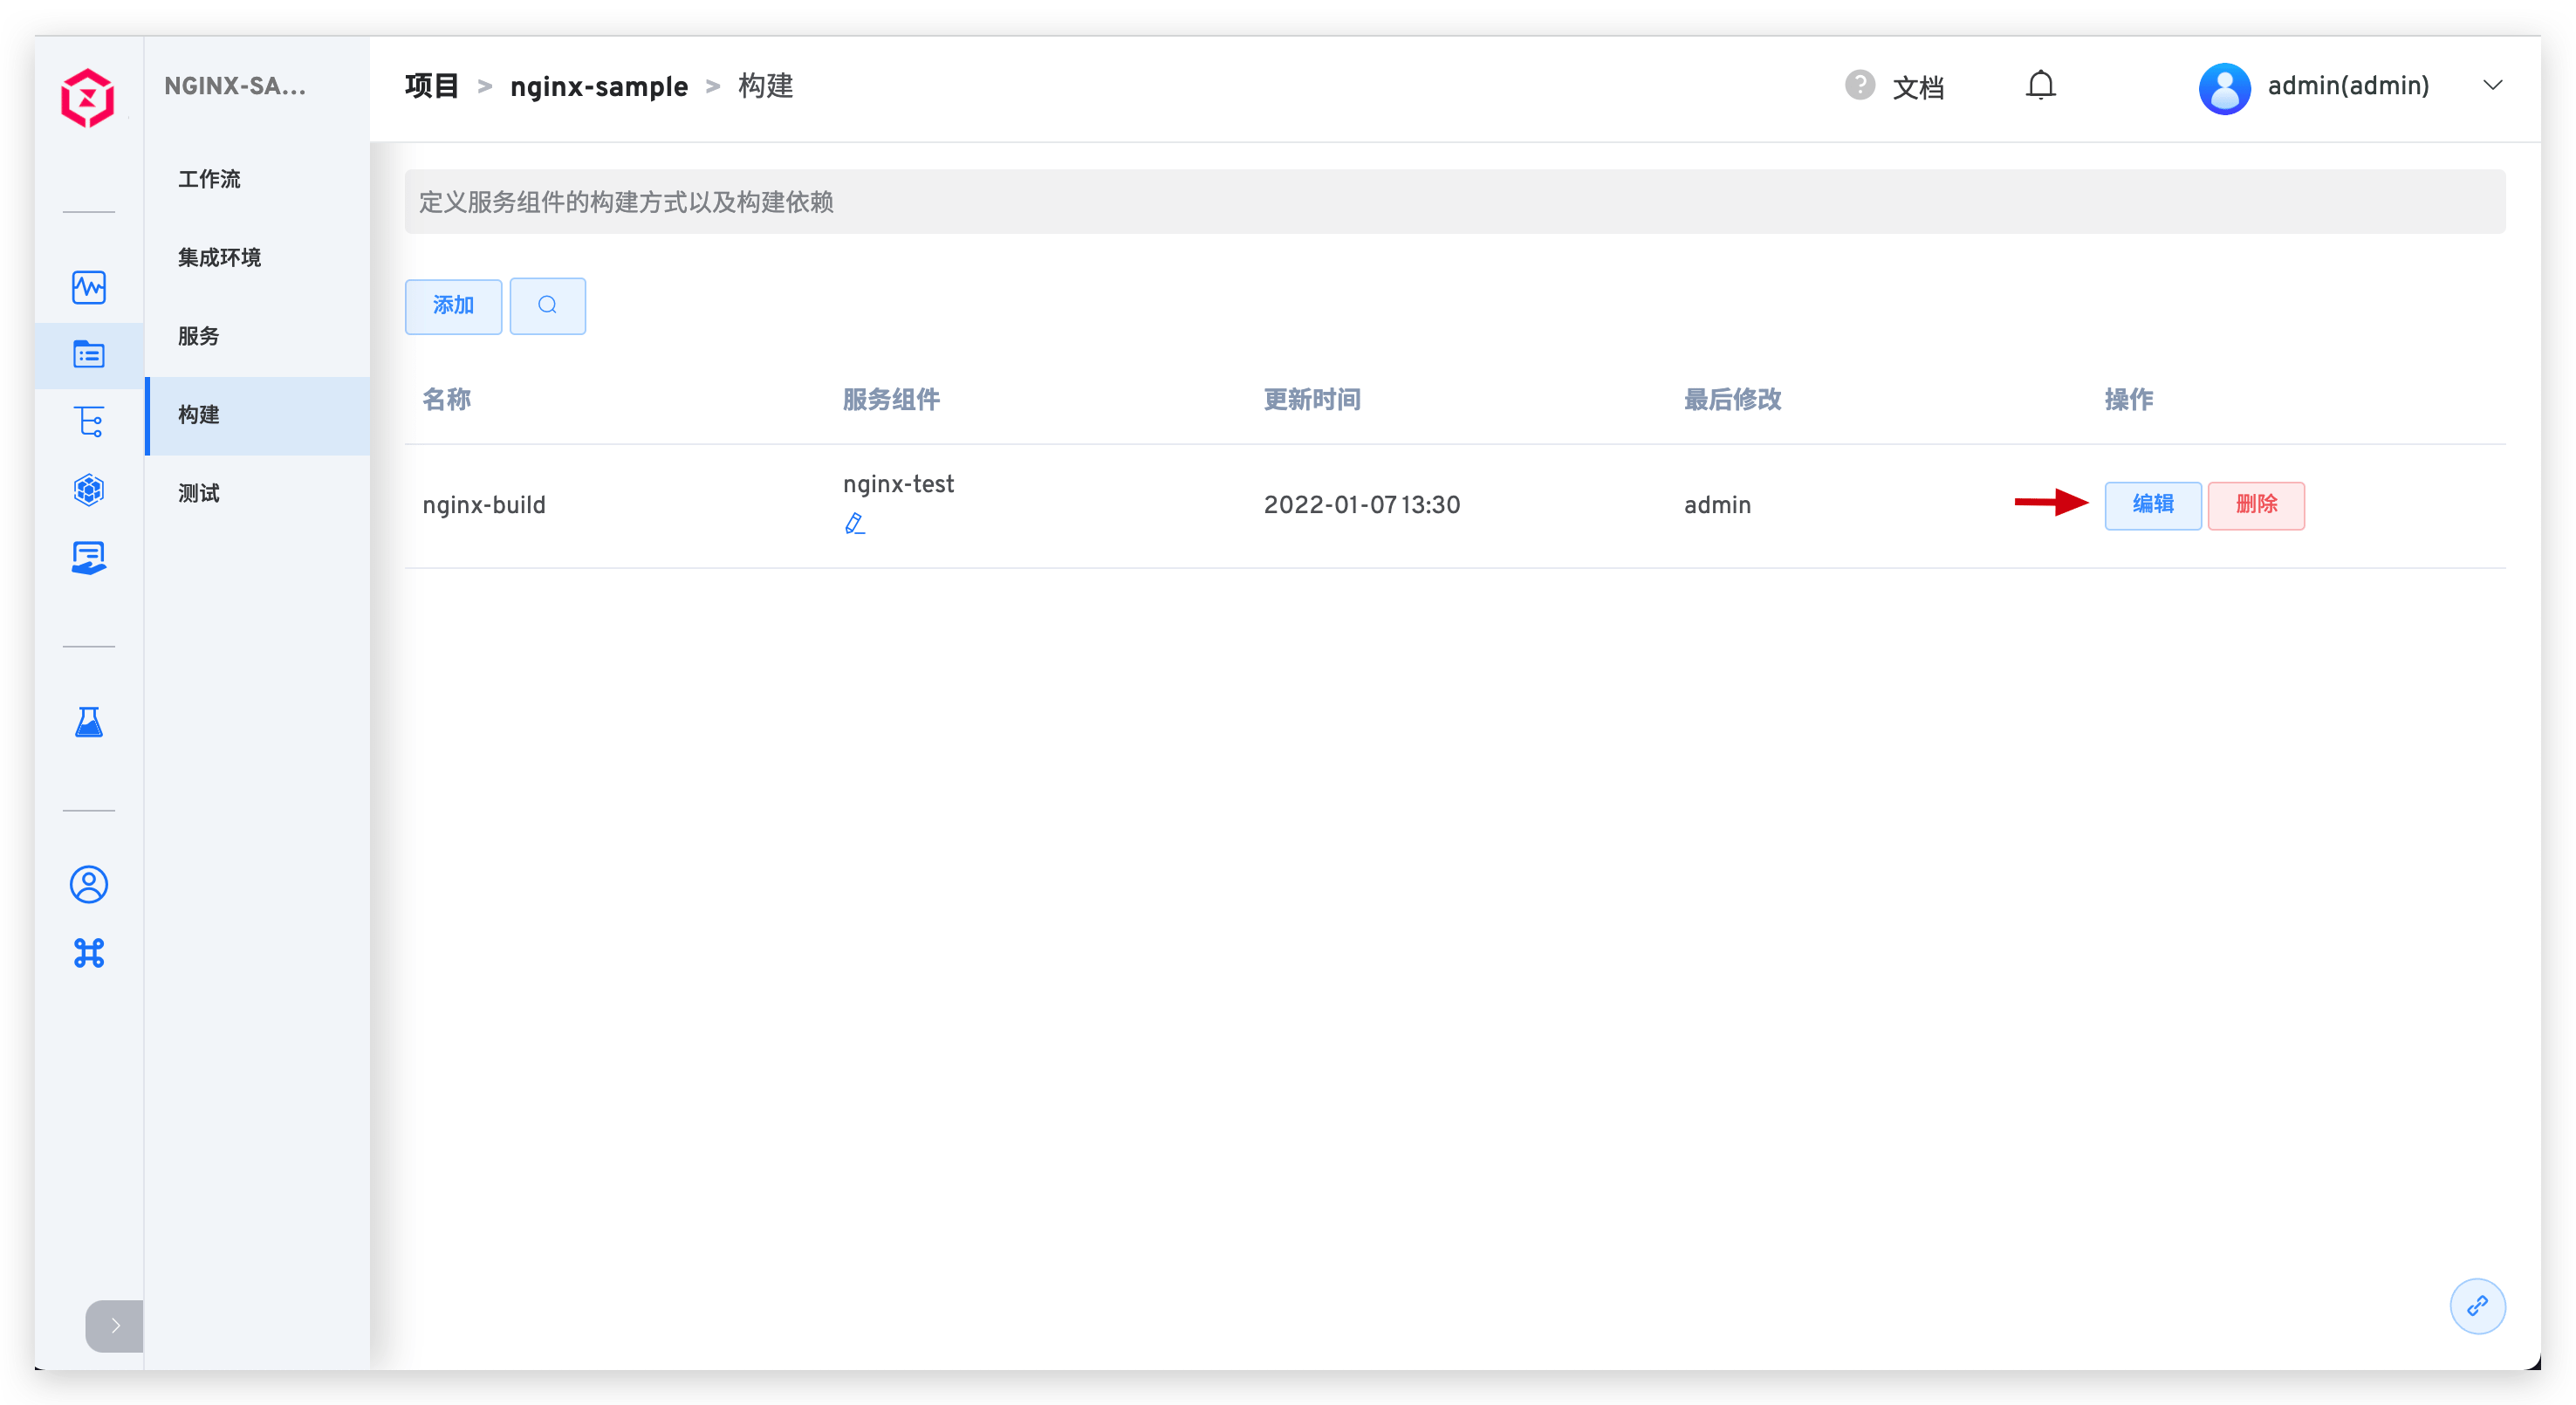 NGINX-SA...
项目 > nginx-sample > 构建
? 文档
admin(admin)
工作流
集成环境
服务
构建
测试
定义服务组件的构建方式以及构建依赖
添加
名称 服务组件 更新时间 最后修改 操作
nginx-build nginx-test 2022-01-07 13:30 admin 编辑 删除